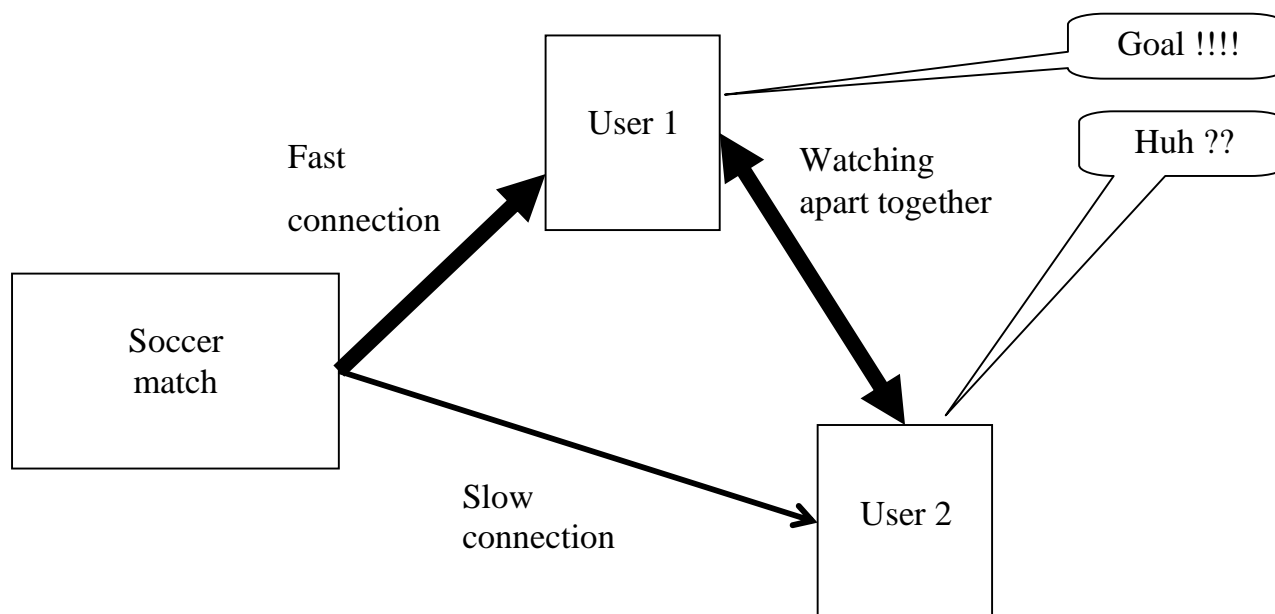 Goal !!!!
User 1
Huh ??
Fast
connection
Watching
apart together
Soccer
match
Slow
connection
User 2